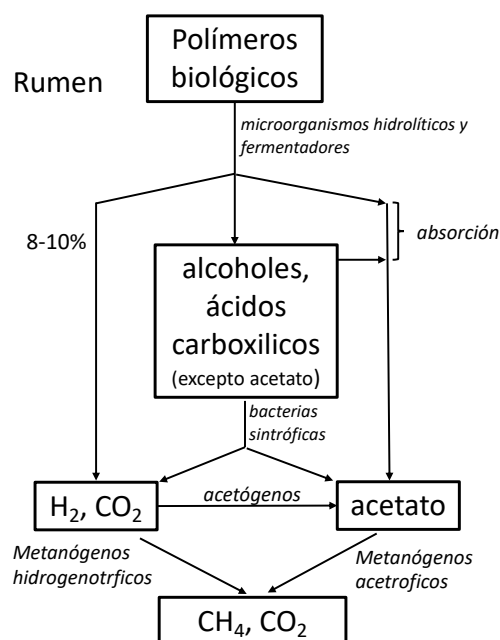 Polímeros
biológicos
Rumen
microorganismos hidrolíticos y
fermentadores
8-10%
absorción
alcoholes,
ácidos
carboxilicos
(excepto acetato)
bacterias
sintróficas
H₂, CO₂
acetógenos
acetato
Metanógenos
hidrogenotrficos
Metanógenos
acetroficos
CH₄, CO₂